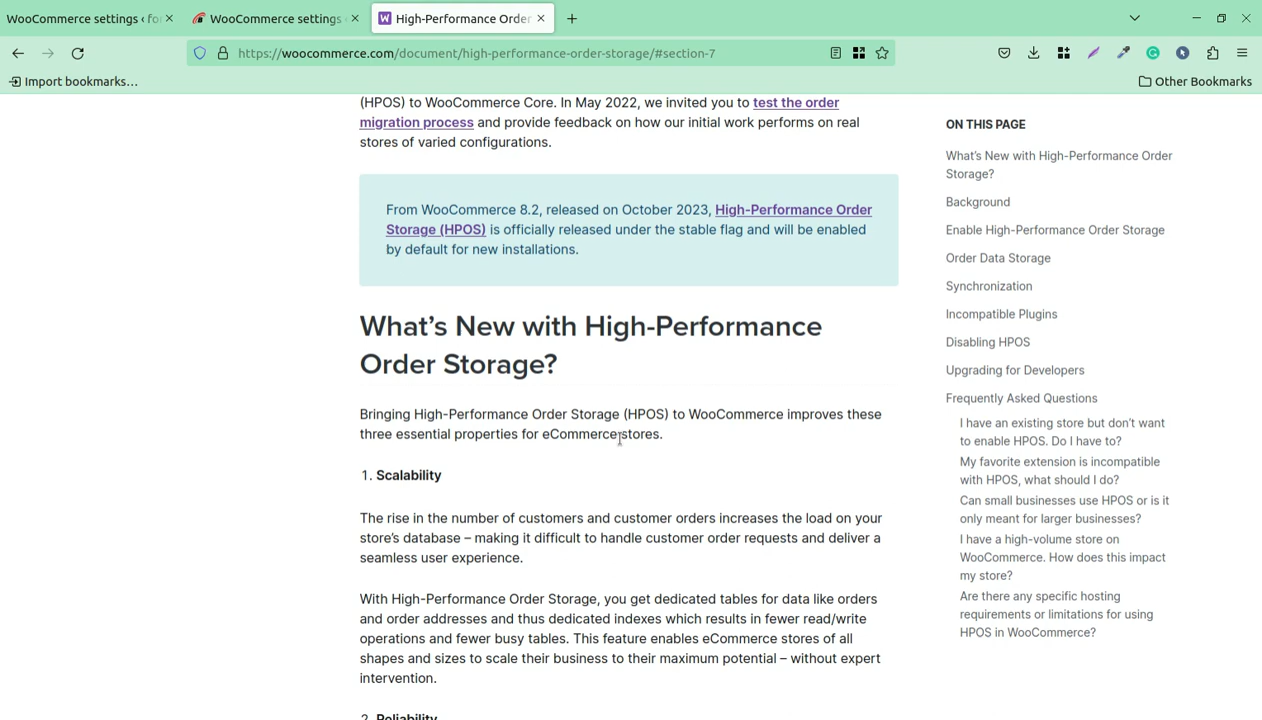 WooCommerce settings ‹ fo
WooCommerce settings
High-Performance Order
https://woocommerce.com/document/high-performance-order-storage/#section-7
Import bookmarks...
Other Bookmarks
(HPOS) to WooCommerce Core. In May 2022, we invited you to test the order
migration process and provide feedback on how our initial work performs on real
stores of varied configurations.
From WooCommerce 8.2, released on October 2023, High-Performance Order
Storage (HPOS) is officially released under the stable flag and will be enabled
by default for new installations.
What's New with High-Performance
Order Storage?
Bringing High-Performance Order Storage (HPOS) to WooCommerce improves these
three essential properties for eCommerce stores.
1. Scalability
The rise in the number of customers and customer orders increases the load on your
store's database – making it difficult to handle customer order requests and deliver a
seamless user experience.
With High-Performance Order Storage, you get dedicated tables for data like orders
and order addresses and thus dedicated indexes which results in fewer read/write
operations and fewer busy tables. This feature enables eCommerce stores of all
shapes and sizes to scale their business to their maximum potential – without expert
intervention.
2. Reliability
ON THIS PAGE
What's New with High-Performance Order
Storage?
Background
Enable High-Performance Order Storage
Order Data Storage
Synchronization
Incompatible Plugins
Disabling HPOS
Upgrading for Developers
Frequently Asked Questions
I have an existing store but don't want
to enable HPOS. Do I have to?
My favorite extension is incompatible
with HPOS, what should I do?
Can small businesses use HPOS or is it
only meant for larger businesses?
I have a high-volume store on
WooCommerce. How does this impact
my store?
Are there any specific hosting
requirements or limitations for using
HPOS in WooCommerce?